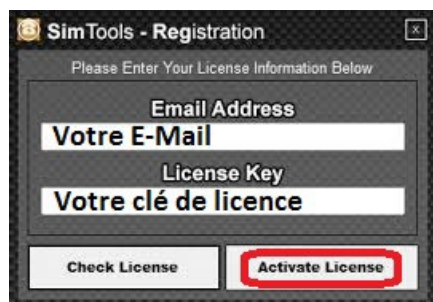 SimTools - Registration
x
Please Enter Your License Information Below
Email Address
Votre E-Mail
License Key
Votre clé de licence
Check License
Activate License